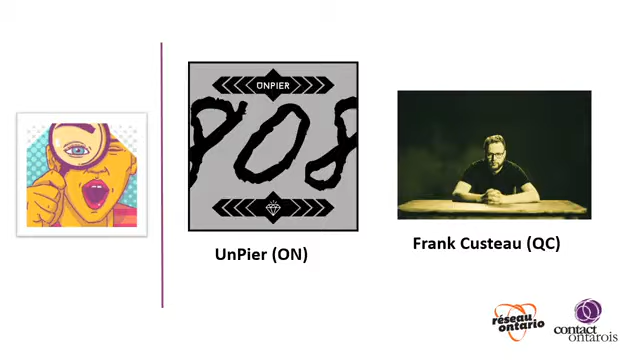 UNPIER
808
UnPier (ON)
Frank Custeau (QC)
réseau
ontario
contact
ontarois